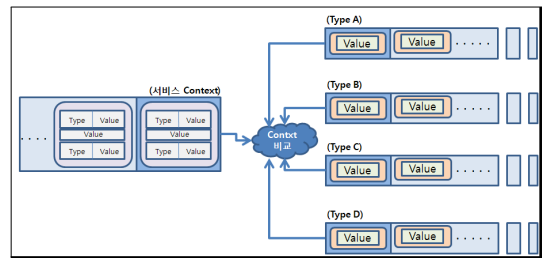 (Type A)
Value
Value
.....
(서비스 Context)
(Type B)
Value
Value
.....
....
Type
Value
Value
Type
Value
Type
Value
Value
Type
Value
Contxt
비교
(Type C)
Value
Value
.....
(Type D)
Value
Value
.....